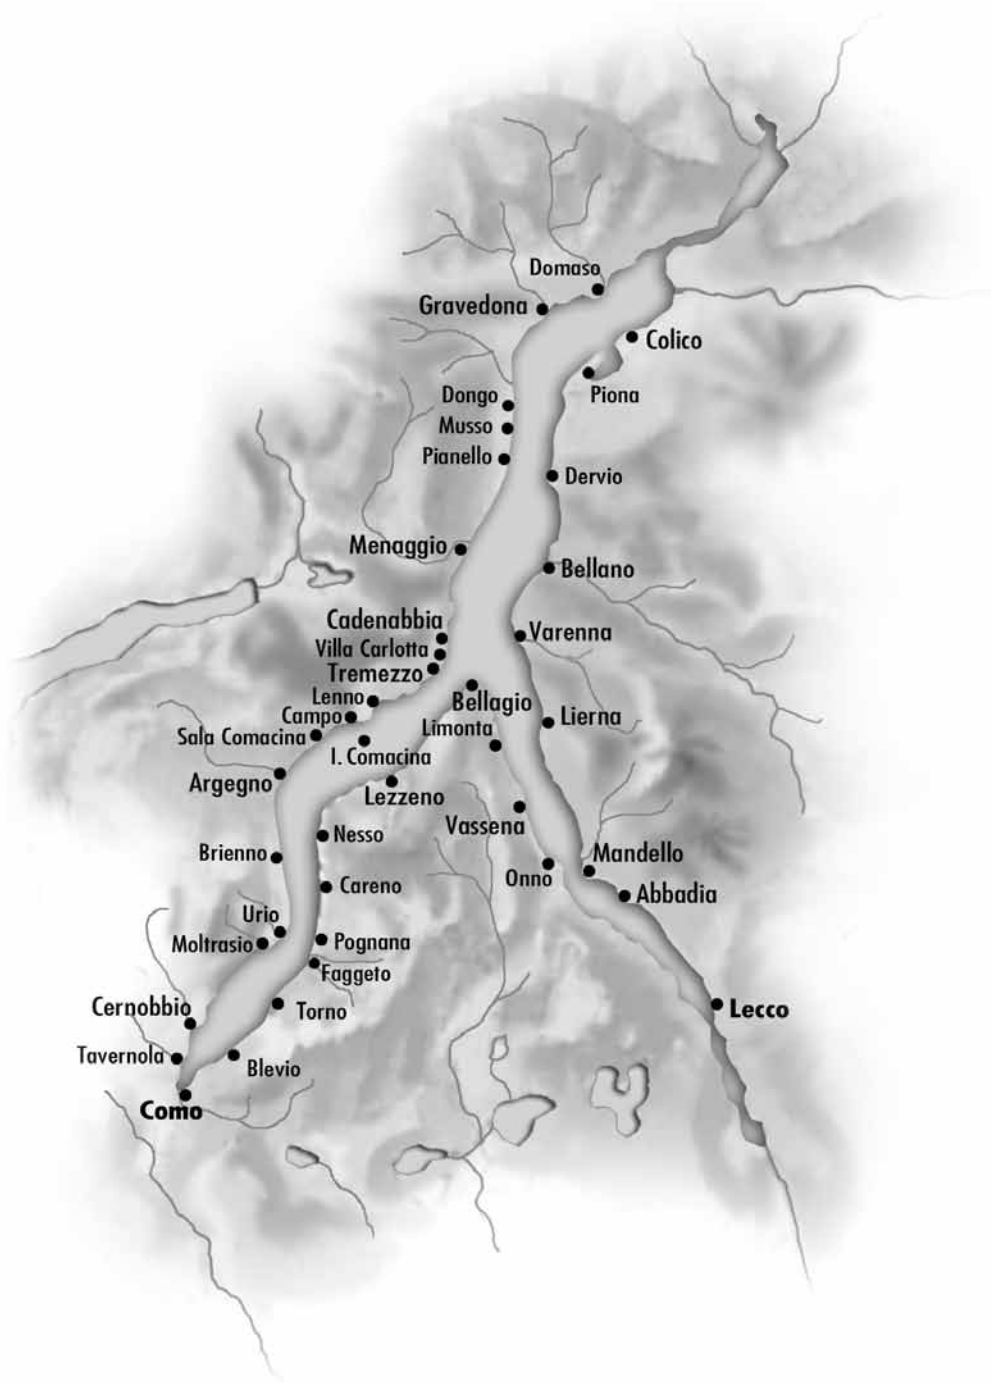 Domaso
Gravedona
Colico
Piona
Dongo
Musso
Pianello
Dervio
Menaggio
Bellano
Cadenabbia
Varenna
Villa Carlotta
Tremezzo
Lenno
Bellagio
Campo
Lierna
Limonta
Sala Comacina
I. Comacina
Argegno
Lezzeno
Vassena
Nesso
Brienno
Mandello
Onno
Careno
Abbadia
Urio
Moltrasio
Pognana
Faggeto
Cernobbio
Torno
Lecco
Tavernola
Blevio
Como